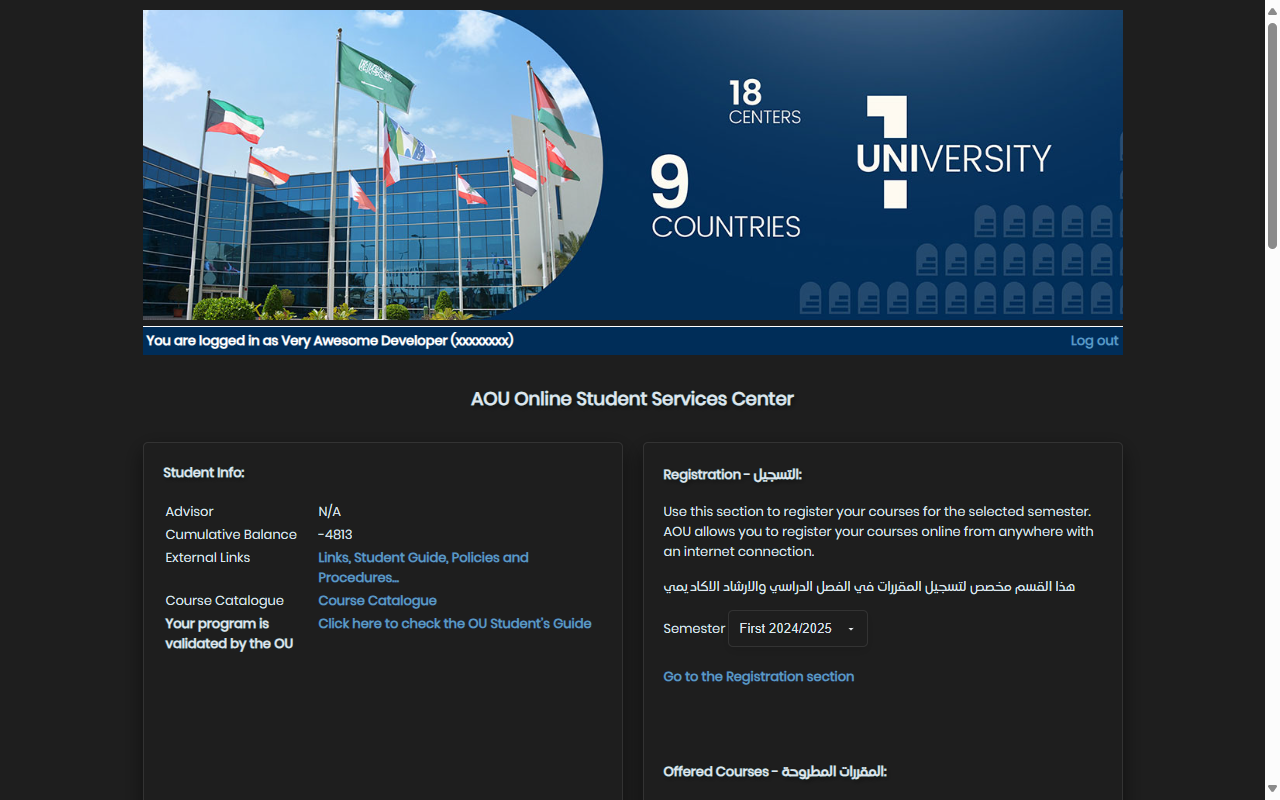 18
CENTERS
9
COUNTRIES
1
UNIVERSITY
You are logged in as Very Awesome Developer (xxxxxxxx)
Log out
AOU Online Student Services Center
Student Info:
Advisor N/A
Cumulative Balance -4813
External Links Links, Student Guide, Policies and
Procedures...
Course Catalogue Course Catalogue
Your program is Click here to check the OU Student's Guide
validated by the OU
Registration - التسجيل:
Use this section to register your courses for the selected semester.
AOU allows you to register your courses online from anywhere with
an internet connection.
هذا القسم مخصص لتسجيل المقررات في الفصل الدراسي والارشاد الاكاديمي
Semester First 2024/2025
Go to the Registration section
Offered Courses - المقررات المطروحة: